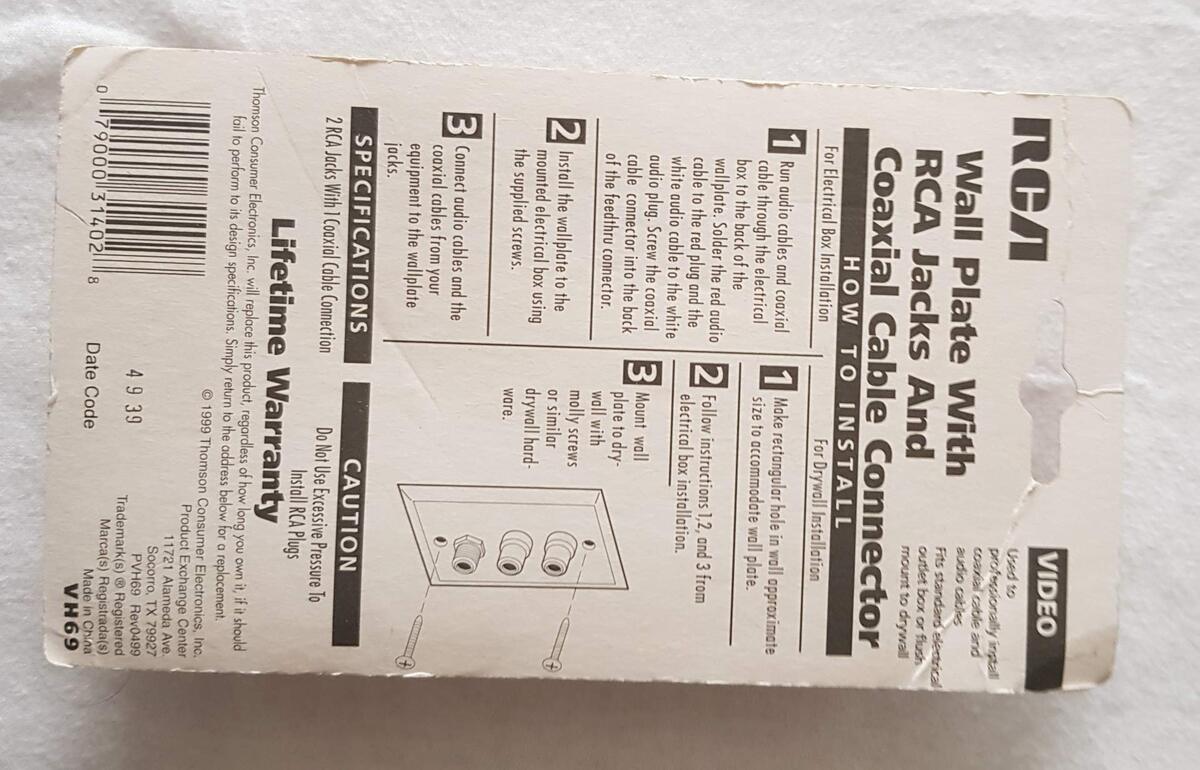 RCA
VIDEO
Used to
professionally install
coaxial cable and
audio cables
Fits standard electrical
outlet box or flush
mount to drywall
Wall Plate With
RCA Jacks And
Coaxial Cable Connector
HOW TO INSTALL
For Electrical Box Installation
1 Run audio cables and coaxial
cable through the electrical
box to the back of the
wallplate. Solder the red audio
cable to the red plug and the
white audio cable to the white
audio plug. Screw the coaxial
cable connector into the back
of the feedthru connector.
2 Install the wallplate to the
mounted electrical box using
the supplied screws.
3 Connect audio cables and the
coaxial cables from your
equipment to the wallplate
jacks.
For Drywall Installation
1 Make rectangular hole in wall approximate
size to accommodate wall plate.
2 Follow instructions 1,2, and 3 from
electrical box installation.
3 Mount wall
plate to dry-
wall with
molly screws
or similar
drywall hard-
ware.
SPECIFICATIONS
2 RCA Jacks With 1 Coaxial Cable Connection
CAUTION
Do Not Use Excessive Pressure To
Install RCA Plugs
Lifetime Warranty
Thomson Consumer Electronics, Inc. will replace this product, regardless of how long you own it, if it should
fail to perform to its design specifications. Simply return to the address below for a replacement.
© 1999 Thomson Consumer Electronics, Inc.
Product Exchange Center
11721 Alameda Ave.
Socorro, TX 79927
PVH69 Rev0499
Trademark(s) ® Registered
Marca(s) Registrada(s)
Made in China
VH69
0 79000 31402 8
4939
Date Code